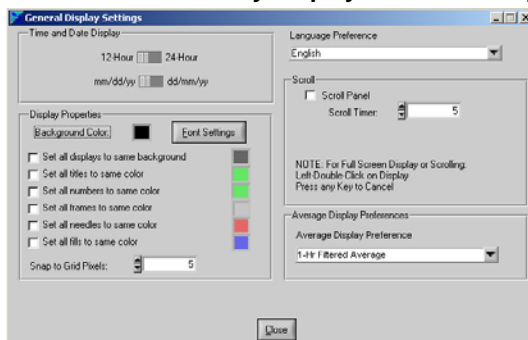 General Display Settings
Time and Date Display
12-Hour 24-Hour
mm/dd/yy dd/mm/yy
Display Properties
Background Color: Font Settings
Set all displays to same background
Set all titles to same color
Set all numbers to same color
Set all frames to same color
Set all needles to same color
Set all fills to same color
Snap to Grid Pixels: 5
Language Preference
English
Scroll
Scroll Panel
Scroll Timer: 5
NOTE: For Full Screen Display or Scrolling:
Left Double-Click on Display
Press any Key to Cancel
Average Display Preferences
Average Display Preference
1-Hr Filtered Average
Close